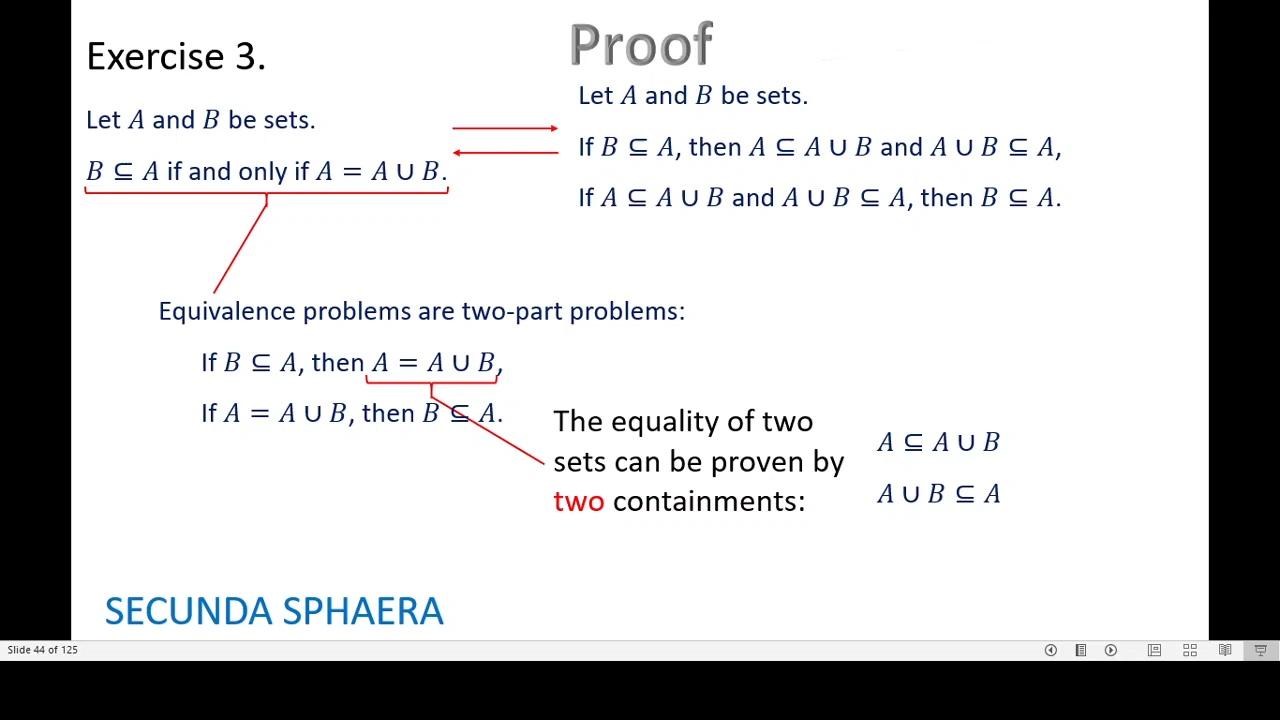 Exercise 3.
Let A and B be sets.
B ⊆ A if and only if A = A ∪ B.
Proof
Let A and B be sets.
If B ⊆ A, then A ⊆ A ∪ B and A ∪ B ⊆ A,
If A ⊆ A ∪ B and A ∪ B ⊆ A, then B ⊆ A.
Equivalence problems are two-part problems:
If B ⊆ A, then A = A ∪ B,
If A = A ∪ B, then B ⊆ A.
The equality of two
sets can be proven by
two containments:
A ⊆ A ∪ B
A ∪ B ⊆ A
SECUNDA SPHAERA
Slide 44 of 125